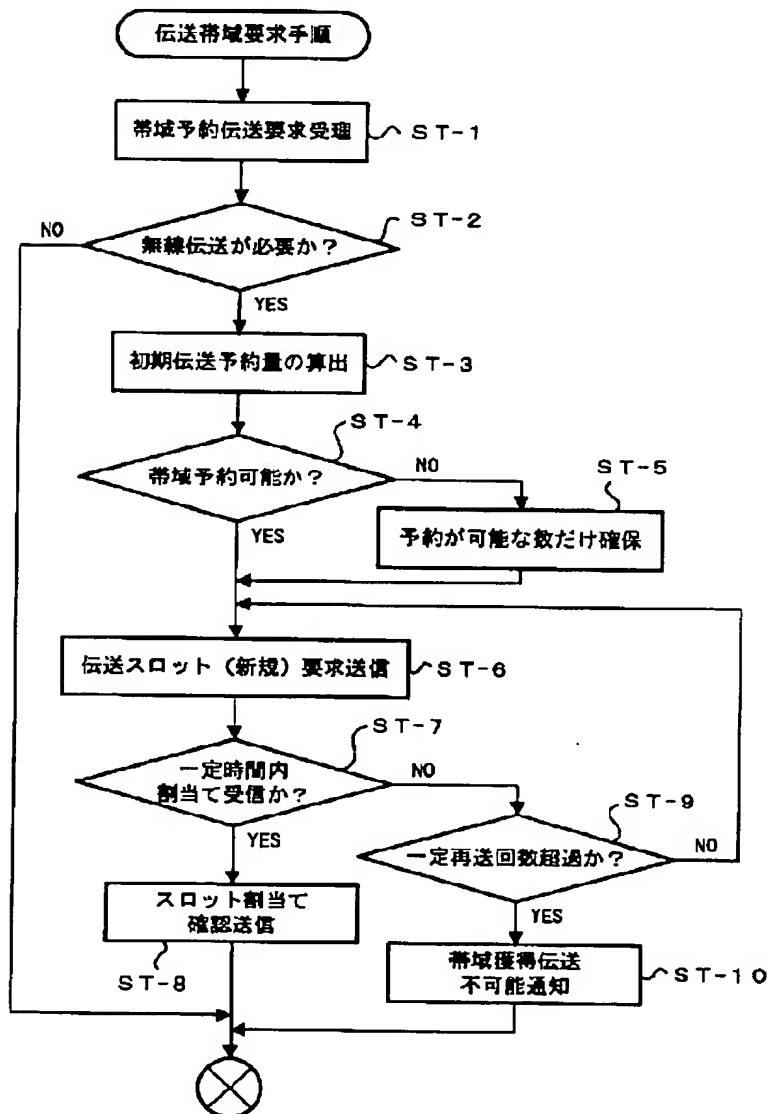 伝送帯域要求手順
帯域予約伝送要求受理
ST-1
ST-2
NO
無線伝送が必要か?
YES
初期伝送予約量の算出
ST-3
ST-4
帯域予約可能か?
NO
ST-5
YES
予約が可能な数だけ確保
伝送スロット(新規)要求送信
ST-6
ST-7
一定時間内
割当て受信か?
NO
ST-9
YES
一定再送回数超過か?
NO
スロット割当て
確認送信
YES
ST-8
帯域獲得伝送
不可能通知
ST-10